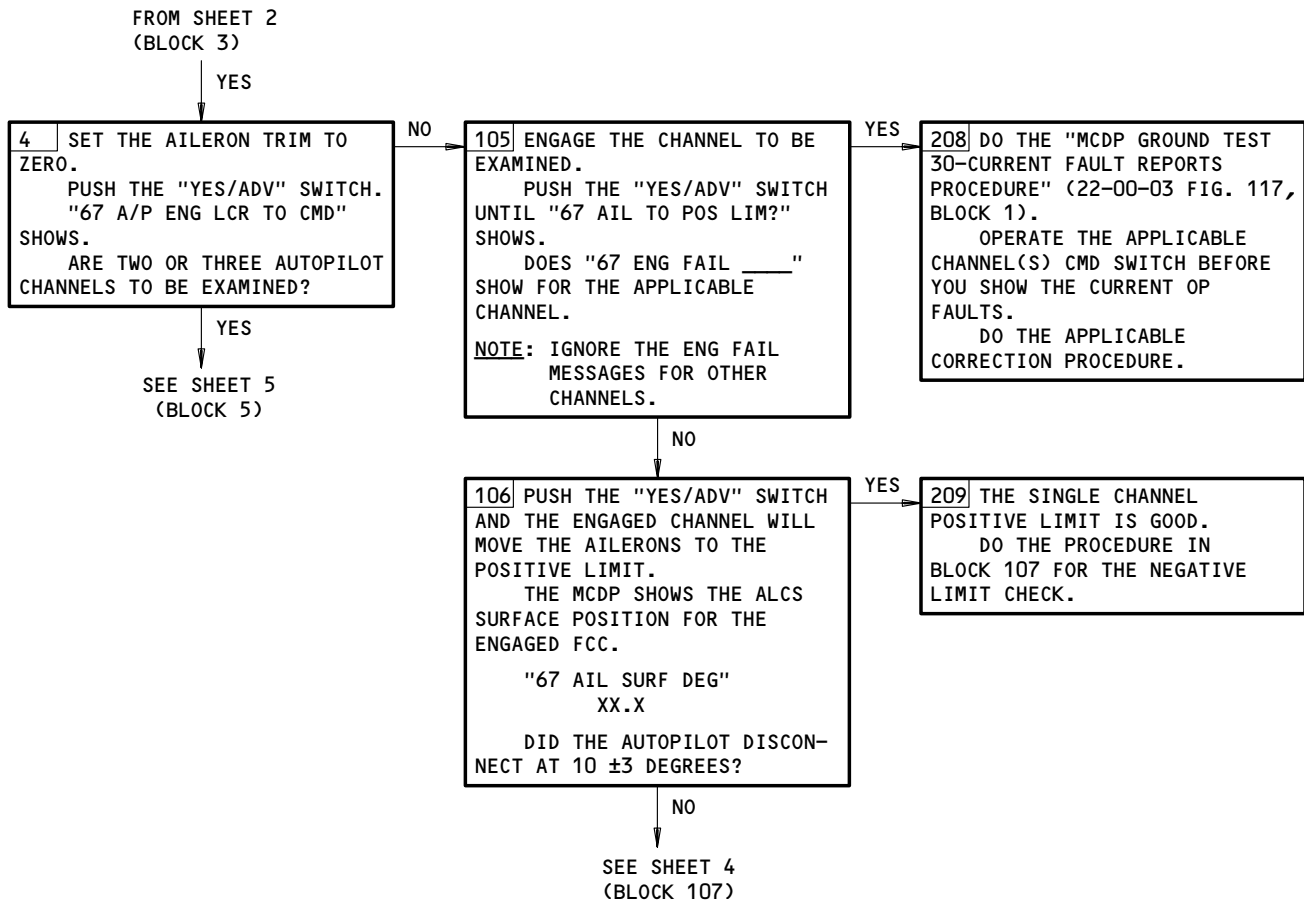 FROM SHEET 2
(BLOCK 3)
YES
4 SET THE AILERON TRIM TO
ZERO.
PUSH THE "YES/ADV" SWITCH.
"67 A/P ENG LCR TO CMD"
SHOWS.
ARE TWO OR THREE AUTOPILOT
CHANNELS TO BE EXAMINED?
YES
SEE SHEET 5
(BLOCK 5)
NO
105 ENGAGE THE CHANNEL TO BE
EXAMINED.
PUSH THE "YES/ADV" SWITCH
UNTIL "67 AIL TO POS LIM?"
SHOWS.
DOES "67 ENG FAIL ____"
SHOW FOR THE APPLICABLE
CHANNEL.
NOTE: IGNORE THE ENG FAIL
MESSAGES FOR OTHER
CHANNELS.
YES
208 DO THE "MCDP GROUND TEST
30-CURRENT FAULT REPORTS
PROCEDURE" (22-00-03 FIG. 117,
BLOCK 1).
OPERATE THE APPLICABLE
CHANNEL(S) CMD SWITCH BEFORE
YOU SHOW THE CURRENT OP
FAULTS.
DO THE APPLICABLE
CORRECTION PROCEDURE.
NO
106 PUSH THE "YES/ADV" SWITCH
AND THE ENGAGED CHANNEL WILL
MOVE THE AILERONS TO THE
POSITIVE LIMIT.
THE MCDP SHOWS THE ALCS
SURFACE POSITION FOR THE
ENGAGED FCC.
"67 AIL SURF DEG"
XX.X
DID THE AUTOPILOT DISCON-
NECT AT 10 ±3 DEGREES?
YES
209 THE SINGLE CHANNEL
POSITIVE LIMIT IS GOOD.
DO THE PROCEDURE IN
BLOCK 107 FOR THE NEGATIVE
LIMIT CHECK.
NO
SEE SHEET 4
(BLOCK 107)